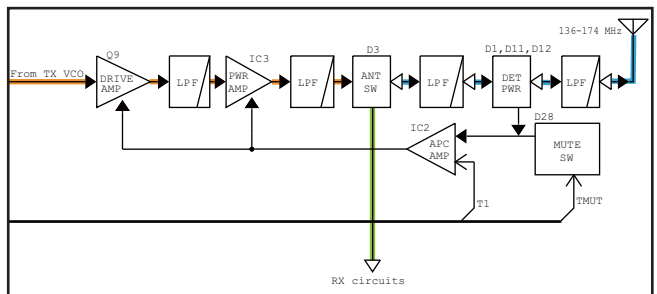 136-174 MHz
Q9
IC3
D3
D1,D11,D12
From TX VCO
DRIVE
AMP
LPF
PWR
AMP
LPF
ANT
SW
LPF
DET
PWR
LPF
IC2
D28
APC
AMP
MUTE
SW
T1
TMUT
RX circuits